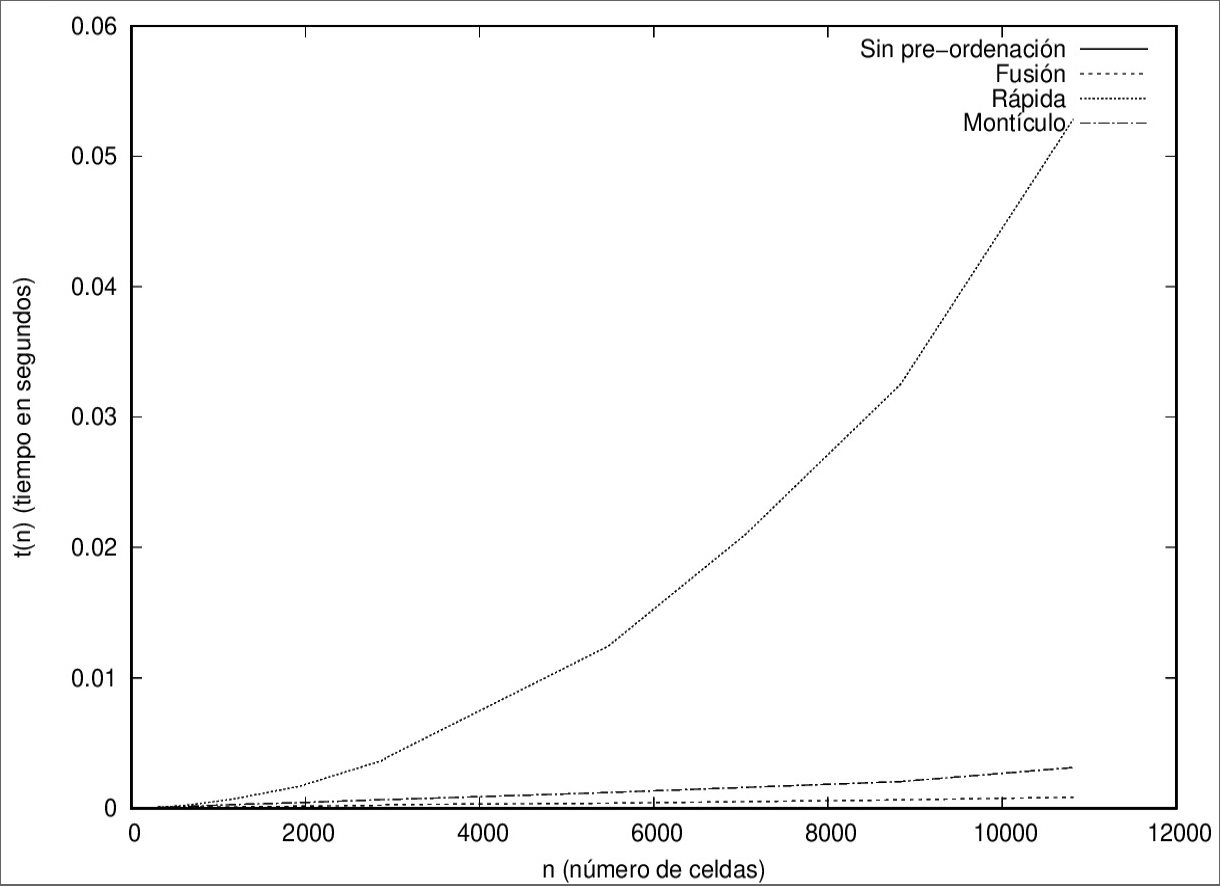 0.06
0.05
0.04
0.03
0.02
0.01
0
t(n) (tiempo en segundos)
Sin pre−ordenación
Fusión
Rápida
Montículo
0 2000 4000 6000 8000 10000 12000
n (número de celdas)